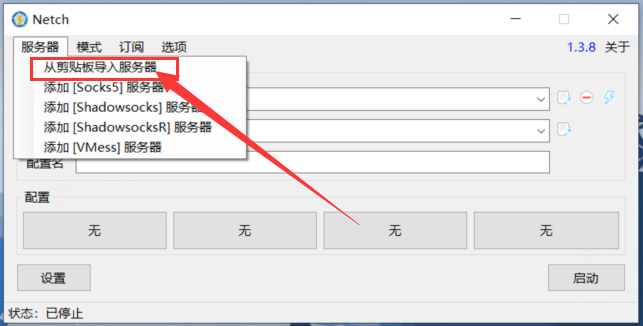 Netch
服务器 模式 订阅 选项 1.3.8 关于
从剪贴板导入服务器
添加 [Socks5] 服务器
添加 [Shadowsocks] 服务器
添加 [ShadowsocksR] 服务器
添加 [VMess] 服务器
配置名
配置
无 无 无 无
设置 启动
状态：已停止